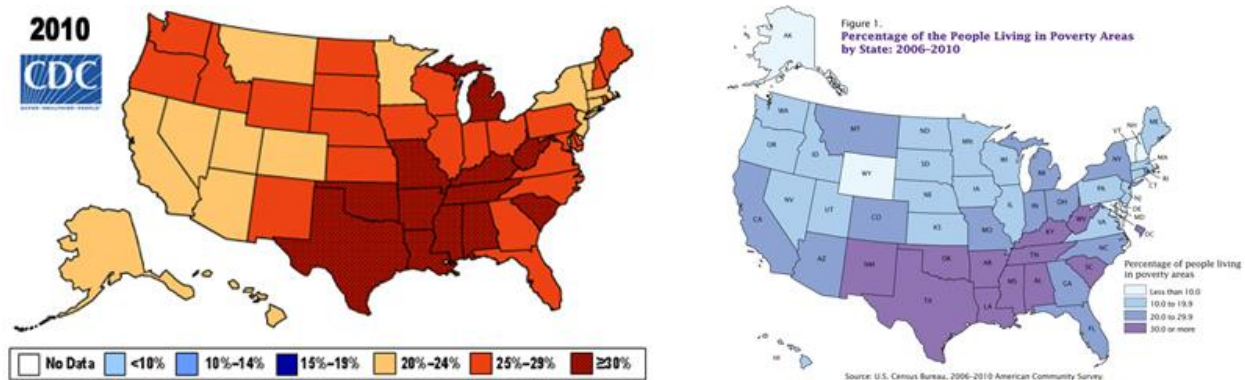 2010
CDC
SAFER • HEALTHIER • PEOPLE
No Data
<10%
10%–14%
15%–19%
20%–24%
25%–29%
≥30%
Figure 1.
Percentage of the People Living in Poverty Areas
by State: 2006–2010
AK
WA
MT
ND
MN
VT
NH
ME
OR
ID
SD
WI
MI
NY
MA
WY
RI
CT
NE
IA
PA
NJ
NV
UT
CO
IL
IN
OH
DE
MD
CA
KS
MO
KY
WV
VA
DC
AZ
NM
OK
AR
TN
NC
SC
TX
LA
MS
AL
GA
FL
HI
Percentage of people living
in poverty areas
Less than 10.0
10.0 to 19.9
20.0 to 29.9
30.0 or more
Source: U.S. Census Bureau, 2006–2010 American Community Survey.